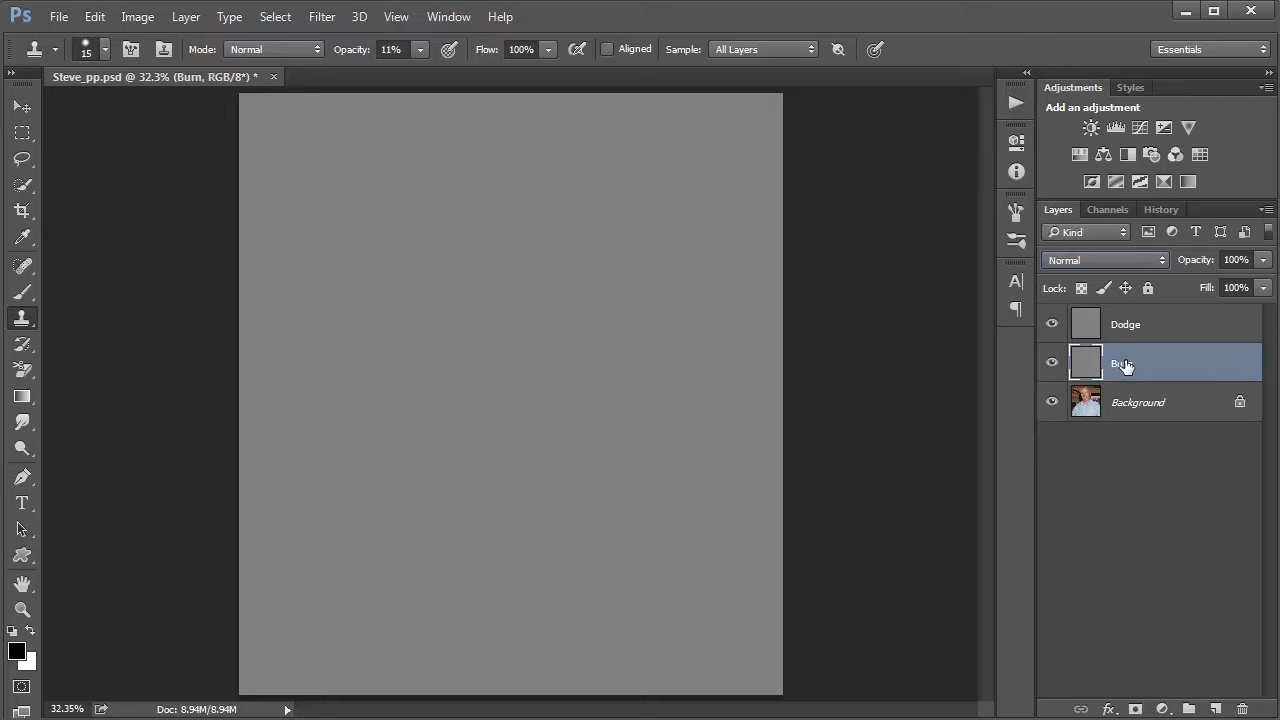 Ps File Edit Image Layer Type Select Filter 3D View Window Help
15 Mode: Normal Opacity: 11% Flow: 100% Aligned Sample: All Layers Essentials
Steve_pp.psd @ 32.3% (Burn, RGB/8*) *
Adjustments Styles
Add an adjustment
Layers Channels History
Kind
Normal Opacity: 100%
Lock: Fill: 100%
Dodge
Background
32.35% Doc: 8.94M/8.94M